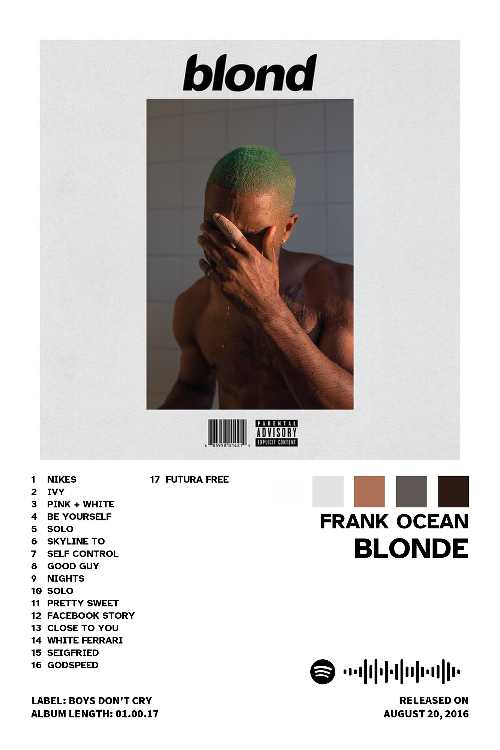 blond
PARENTAL
ADVISORY
EXPLICIT CONTENT
1 NIKES
2 IVY
3 PINK + WHITE
4 BE YOURSELF
5 SOLO
6 SKYLINE TO
7 SELF CONTROL
8 GOOD GUY
9 NIGHTS
10 SOLO
11 PRETTY SWEET
12 FACEBOOK STORY
13 CLOSE TO YOU
14 WHITE FERRARI
15 SEIGFRIED
16 GODSPEED
17 FUTURA FREE
FRANK OCEAN
BLONDE
LABEL: BOYS DON'T CRY
ALBUM LENGTH: 01.00.17
RELEASED ON
AUGUST 20, 2016